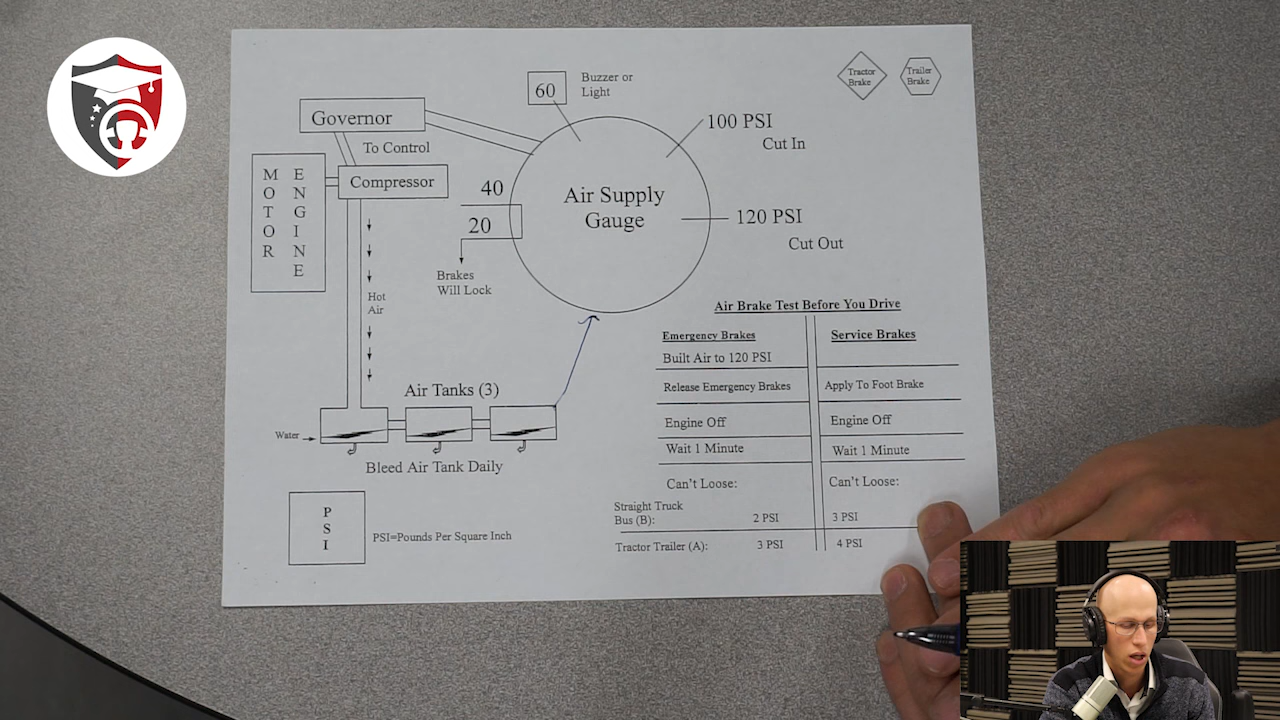 60
Buzzer or
Light
Tractor
Brake
Trailer
Brake
Governor
100 PSI
Cut In
To Control
MOTOR
ENGINE
Compressor
40
20
Air Supply
Gauge
120 PSI
Cut Out
Brakes
Will Lock
Hot
Air
Air Tanks (3)
Water
Bleed Air Tank Daily
PSI
PSI=Pounds Per Square Inch
Air Brake Test Before You Drive
Emergency Brakes
Service Brakes
Built Air to 120 PSI
Release Emergency Brakes
Apply To Foot Brake
Engine Off
Engine Off
Wait 1 Minute
Wait 1 Minute
Can't Loose:
Can't Loose:
Straight Truck
Bus (B):
2 PSI
3 PSI
Tractor Trailer (A):
3 PSI
4 PSI